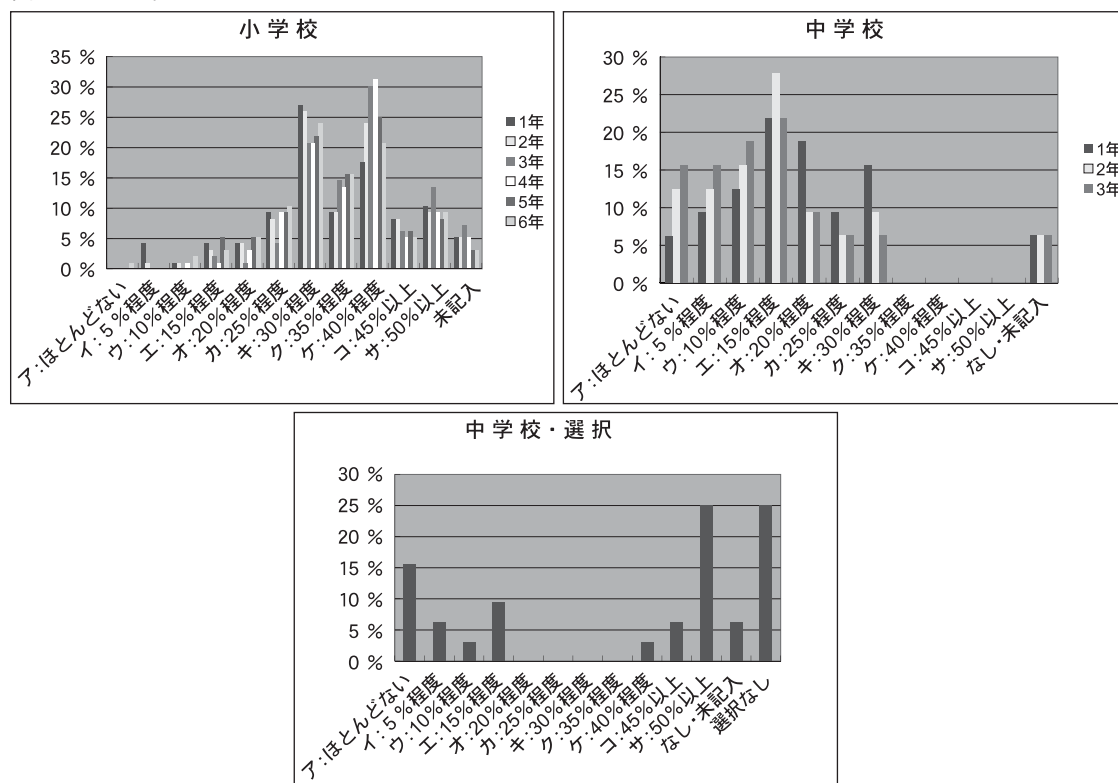 小学校
35 %
30 %
25 %
20 %
15 %
10 %
5 %
0 %
1年
2年
3年
4年
5年
6年
ア:ほとんどない
イ:5%程度
ウ:10%程度
エ:15%程度
オ:20%程度
カ:25%程度
キ:30%程度
ク:35%程度
ケ:40%程度
コ:45%以上
サ:50%以上
未記入
中学校
30 %
25 %
20 %
15 %
10 %
5 %
0 %
1年
2年
3年
ア:ほとんどない
イ:5%程度
ウ:10%程度
エ:15%程度
オ:20%程度
カ:25%程度
キ:30%程度
ク:35%程度
ケ:40%程度
コ:45%以上
サ:50%以上
なし・未記入
中学校・選択
30 %
25 %
20 %
15 %
10 %
5 %
0 %
ア:ほとんどない
イ:5%程度
ウ:10%程度
エ:15%程度
オ:20%程度
カ:25%程度
キ:30%程度
ク:35%程度
ケ:40%程度
コ:45%以上
サ:50%以上
なし・未記入
選択なし